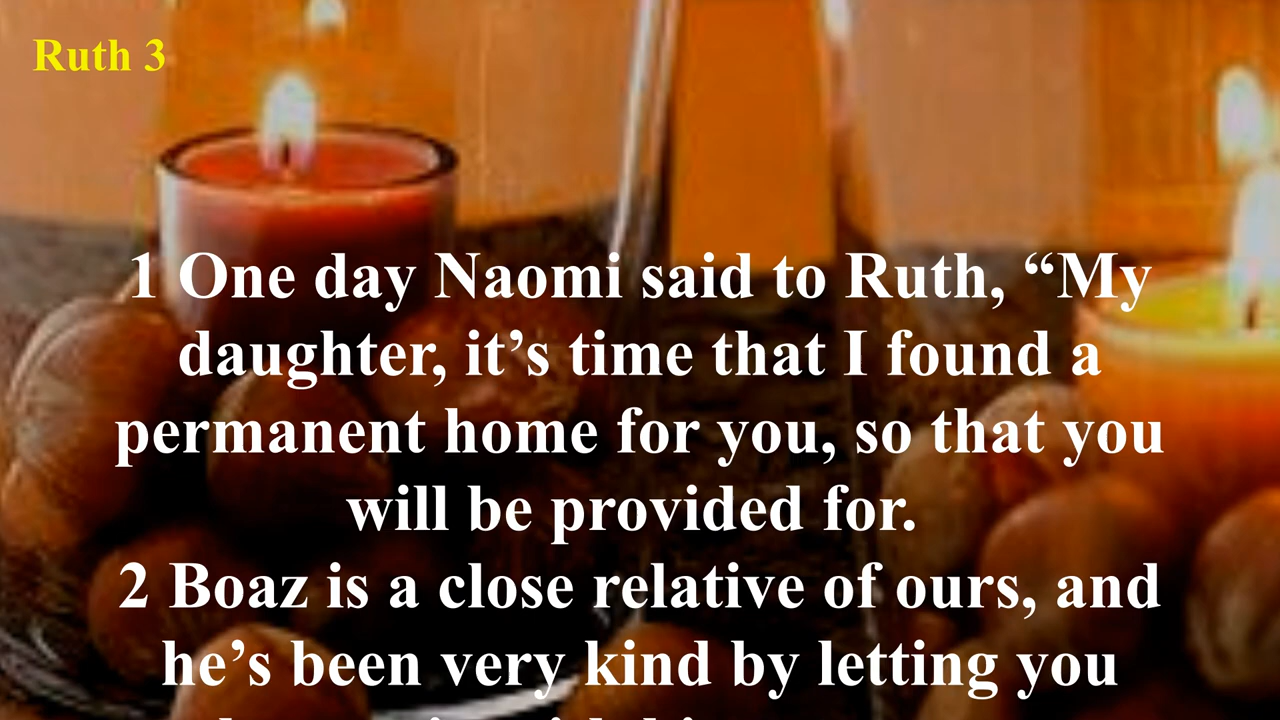 Ruth 3
1 One day Naomi said to Ruth, “My
daughter, it’s time that I found a
permanent home for you, so that you
will be provided for.
2 Boaz is a close relative of ours, and
he’s been very kind by letting you